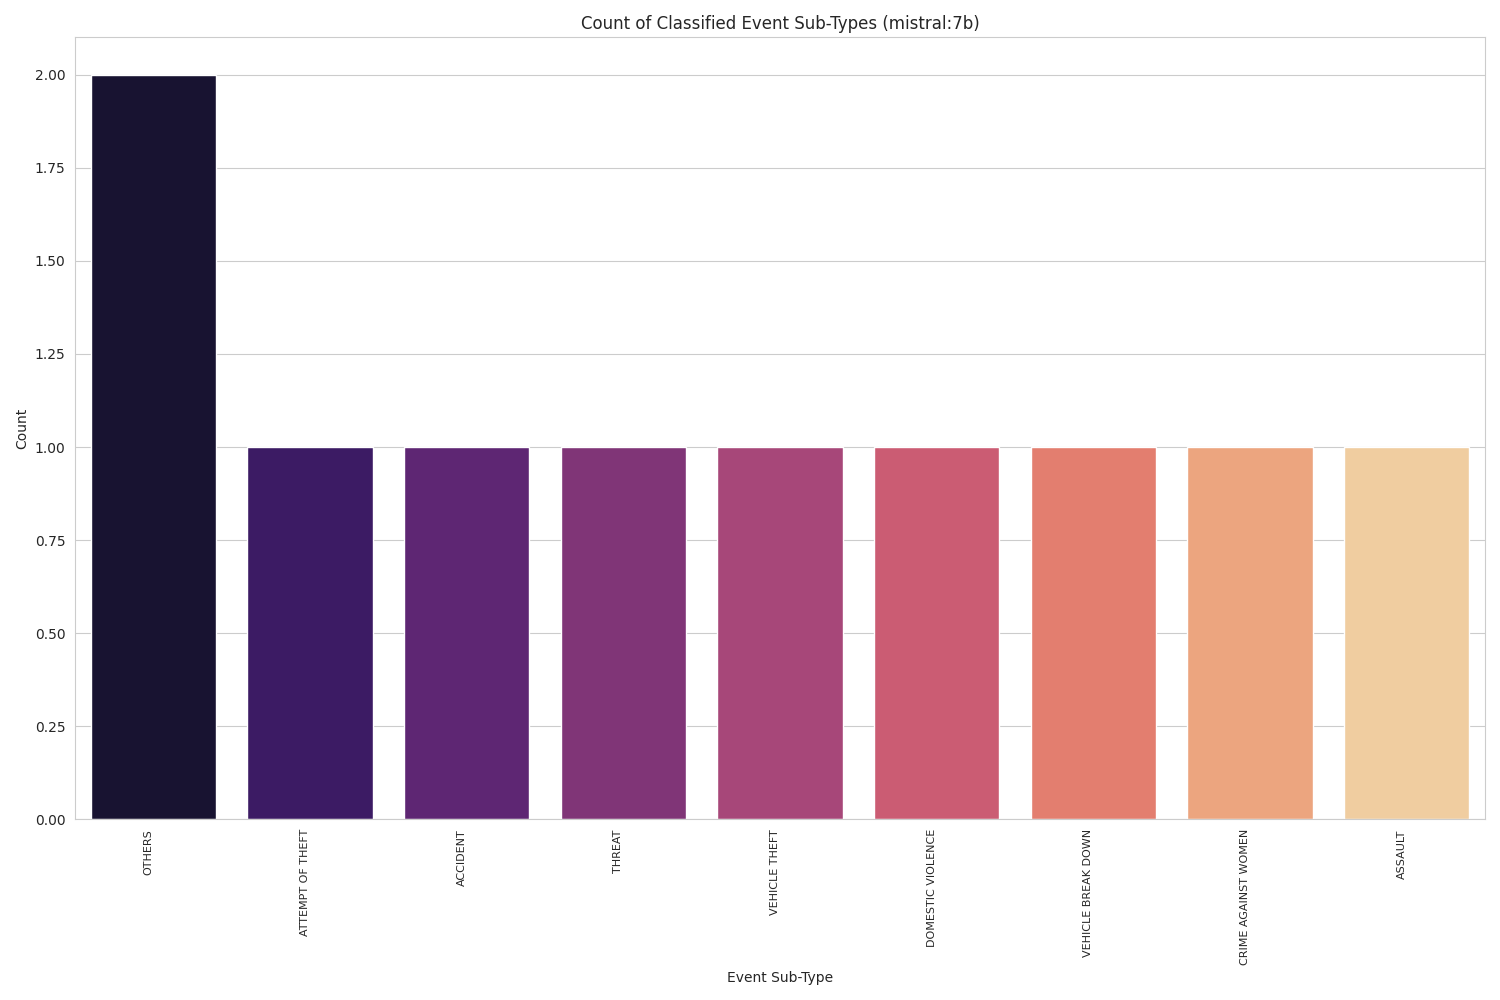 Count of Classified Event Sub-Types (mistral:7b)
2.00
1.75
1.50
1.25
1.00
0.75
0.50
0.25
0.00
Count
OTHERS
ATTEMPT OF THEFT
ACCIDENT
THREAT
VEHICLE THEFT
DOMESTIC VIOLENCE
VEHICLE BREAK DOWN
CRIME AGAINST WOMEN
ASSAULT
Event Sub-Type